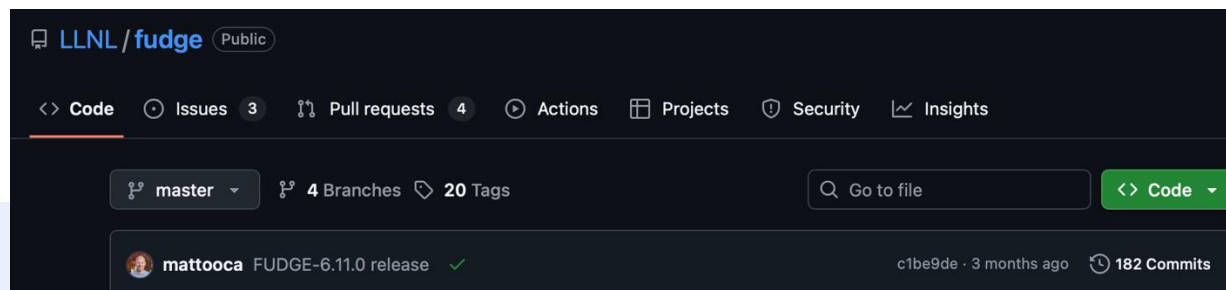 LLNL/fudge Public
Code Issues 3 Pull requests 4 Actions Projects Security Insights
master 4 Branches 20 Tags Go to file Code
mattooca FUDGE-6.11.0 release c1be9de · 3 months ago 182 Commits